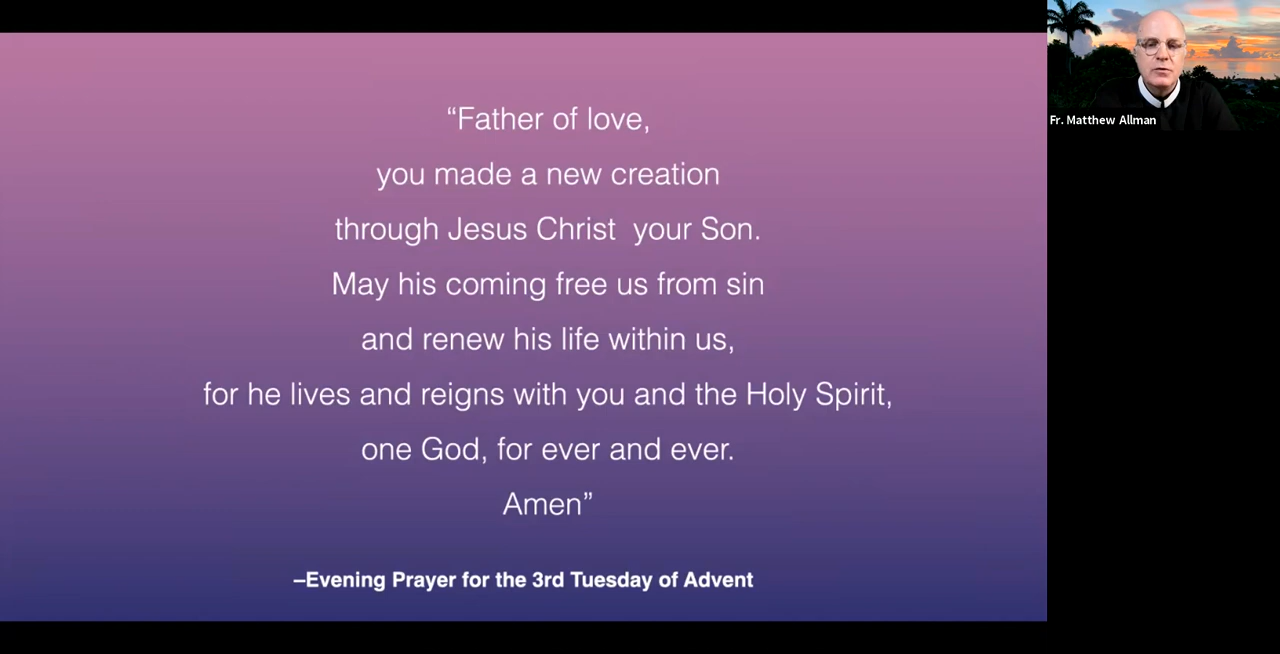 “Father of love,
you made a new creation
through Jesus Christ  your Son.
May his coming free us from sin
and renew his life within us,
for he lives and reigns with you and the Holy Spirit,
one God, for ever and ever.
Amen”
–Evening Prayer for the 3rd Tuesday of Advent
Fr. Matthew Allman